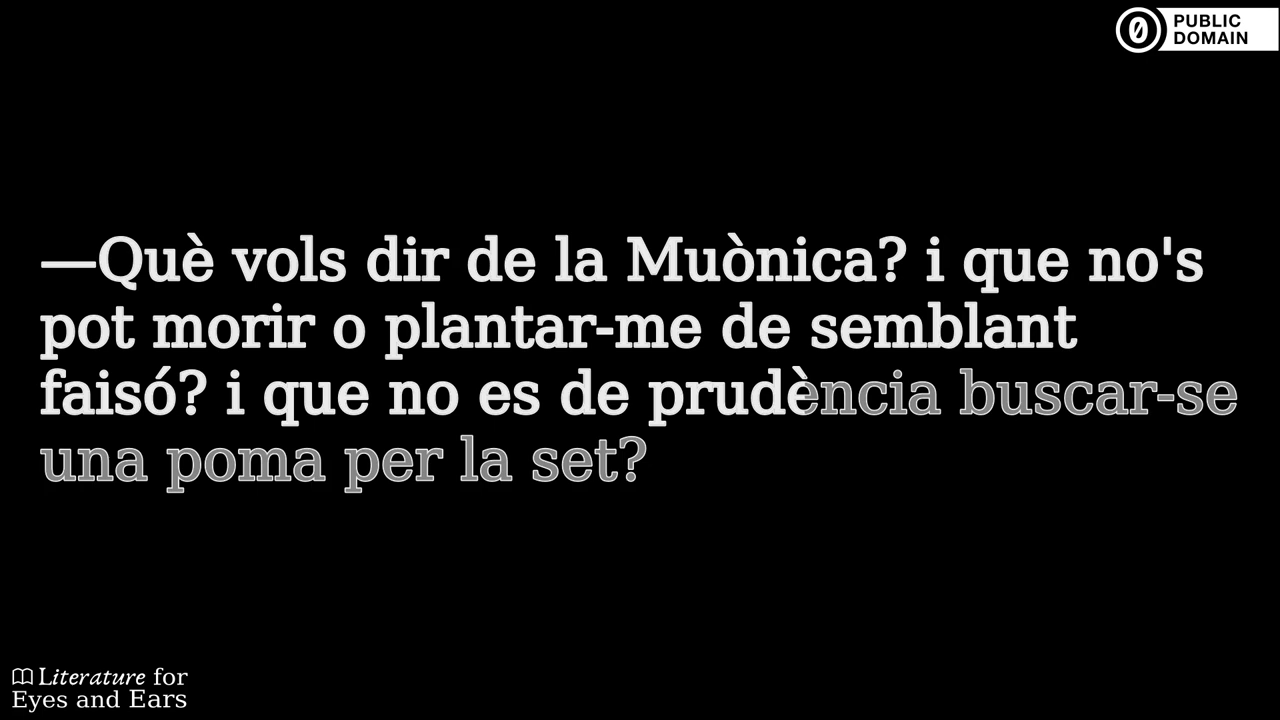 PUBLIC
DOMAIN
—Què vols dir de la Muònica? i que no's
pot morir o plantar-me de semblant
faisó? i que no es de prudència buscar-se
una poma per la set?
Literature for
Eyes and Ears